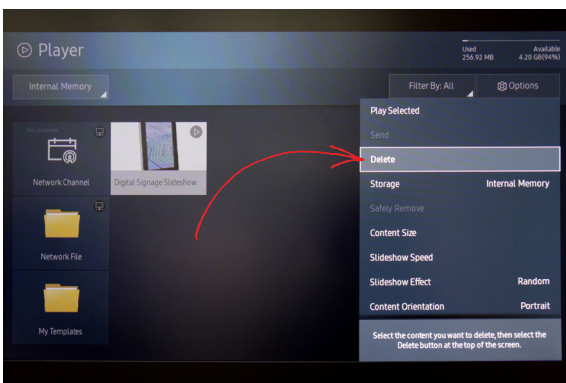 Player
Used
256.92 MB
Available
4.20 GB(94%)
Internal Memory
Filter By: All
Options
Network Channel
Digital Signage Slideshow...
Network File
My Templates
Play Selected
Send
Delete
Storage Internal Memory
Safely Remove
Content Size
Slideshow Speed
Slideshow Effect Random
Content Orientation Portrait
Select the content you want to delete, then select the
Delete button at the top of the screen.